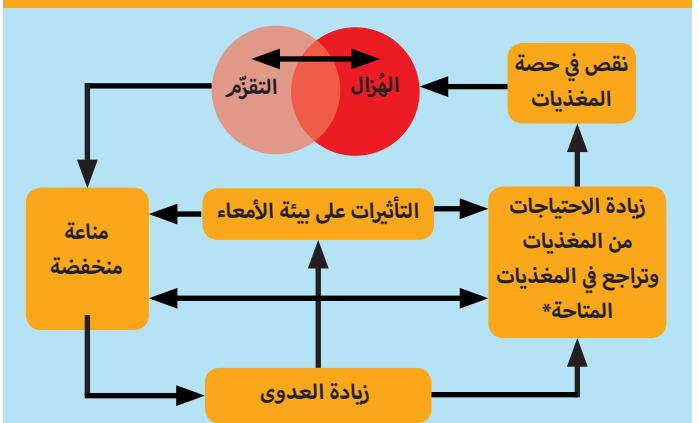 نقص في حصة
المغذيات
الهُزال
التقزّم
زيادة الاحتياجات
من المغذيات
وتراجع في المغذيات
المتاحة*
التأثيرات على بيئة الأمعاء
مناعة
منخفضة
زيادة العدوى